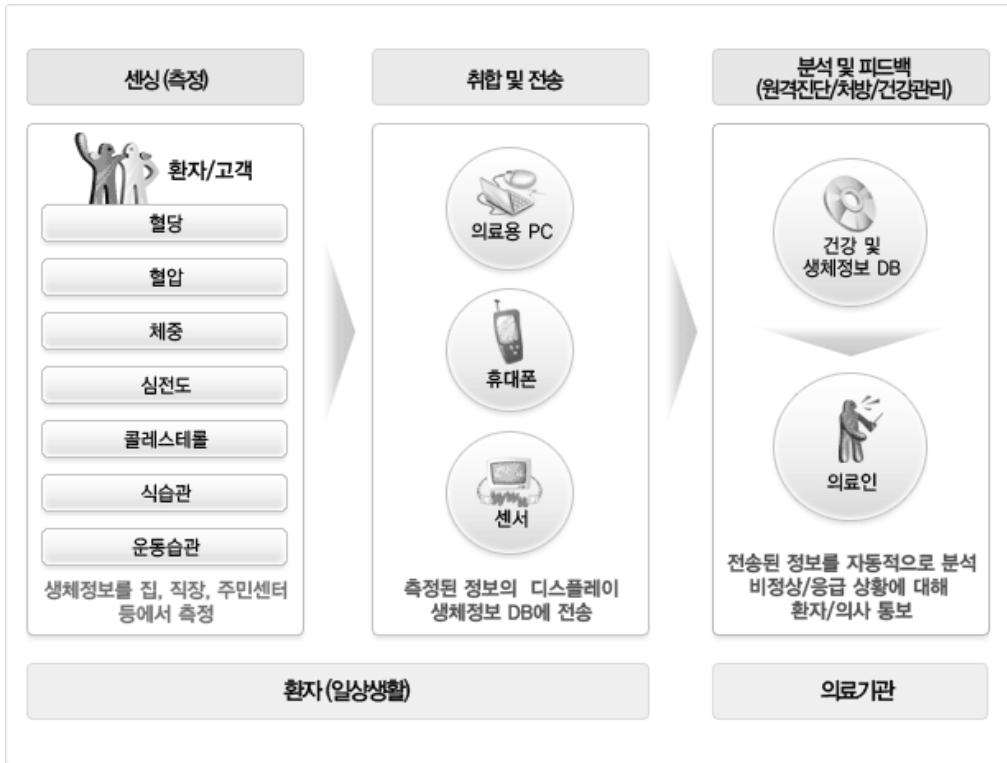 센싱 (측정)
환자/고객
혈당
혈압
체중
심전도
콜레스테롤
식습관
운동습관
생체정보를 집, 직장, 주민센터
등에서 측정
취합 및 전송
의료용 PC
휴대폰
센서
측정된 정보의 디스플레이
생체정보 DB에 전송
분석 및 피드백
(원격진단/처방/건강관리)
건강 및
생체정보 DB
의료인
전송된 정보를 자동적으로 분석
비정상/응급 상황에 대해
환자/의사 통보
환자 (일상생활)
의료기관